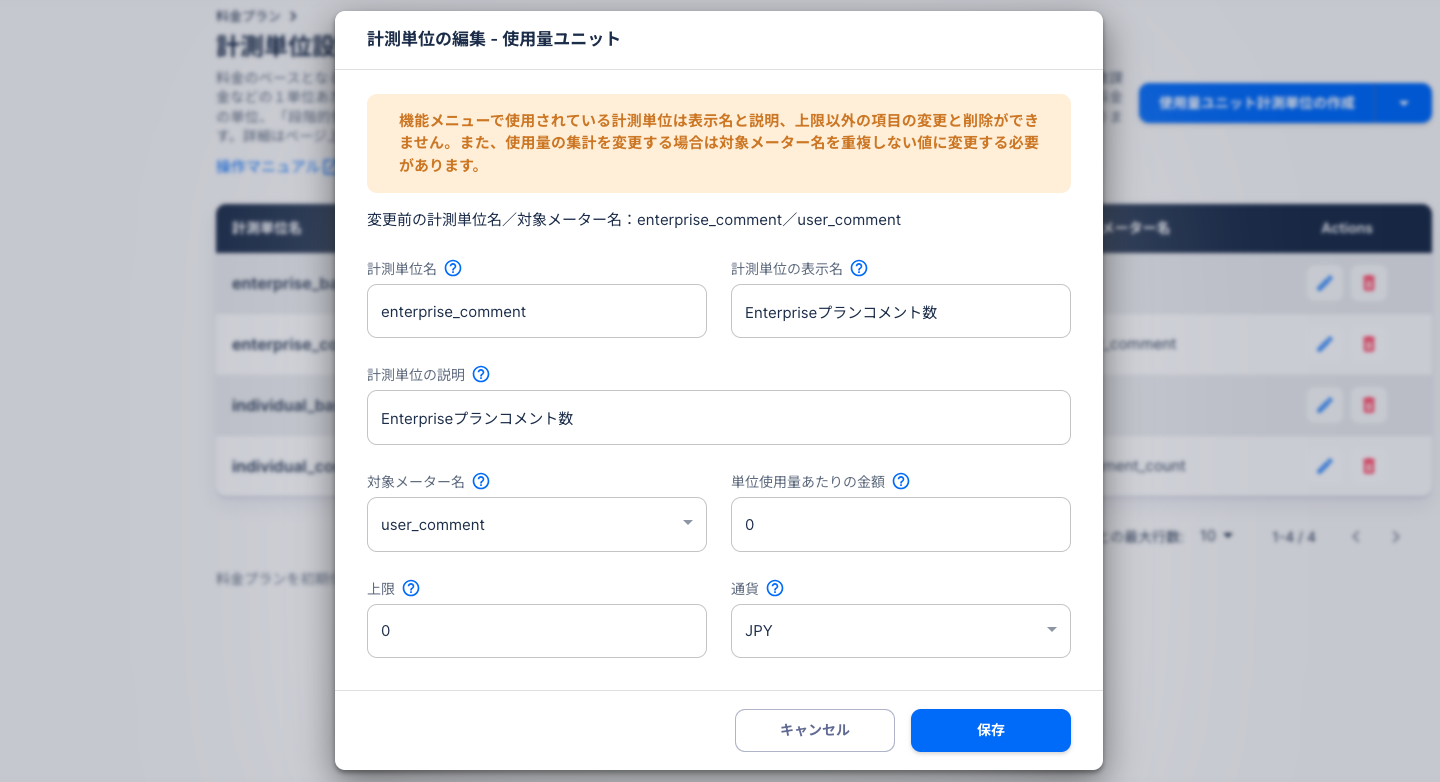 料金プラン
計測単位の編集 - 使用量ユニット
計測単位設
料金のベースとな
金などの1単位あ
の単位、「段階的
す。詳細はページ上
操作マニュアル
使用量ユニット計測単位の作成
機能メニューで使用されている計測単位は表示名と説明、上限以外の項目の変更と削除ができ
ません。また、使用量の集計を変更する場合は対象メーター名を重複しない値に変更する必要
があります。
変更前の計測単位名／対象メーター名：enterprise_comment／user_comment
計測単位名
メーター名
Actions
計測単位名
計測単位の表示名
enterprise_comment
Enterpriseプランコメント数
enterprise_ba
enterprise_co
_comment
計測単位の説明
Enterpriseプランコメント数
individual_ba
individual_co
ment_count
対象メーター名
単位使用量あたりの金額
user_comment
0
の最大行数:
10
1-4 / 4
料金プランを初期
上限
通貨
0
JPY
キャンセル
保存